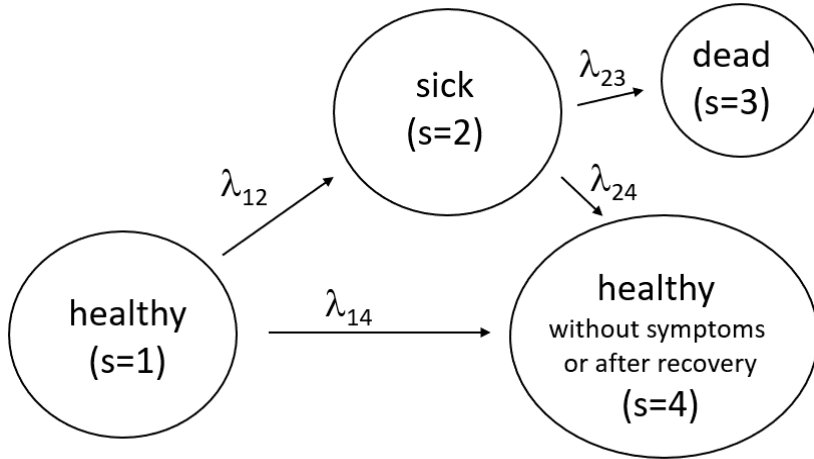 dead
(s=3)
λ23
sick
(s=2)
λ24
λ12
healthy
(s=1)
λ14
healthy
without symptoms
or after recovery
(s=4)